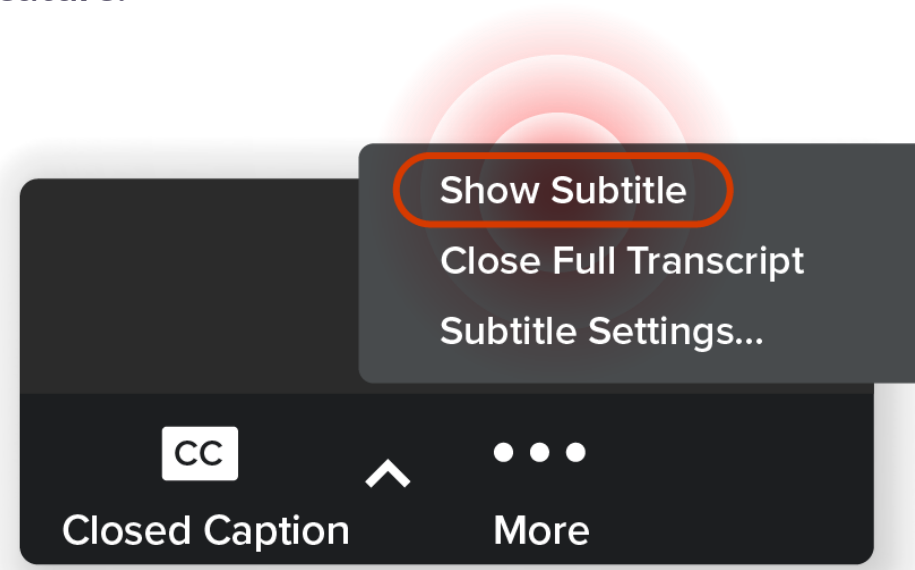 Show Subtitle
Close Full Transcript
Subtitle Settings...
CC
Closed Caption
More